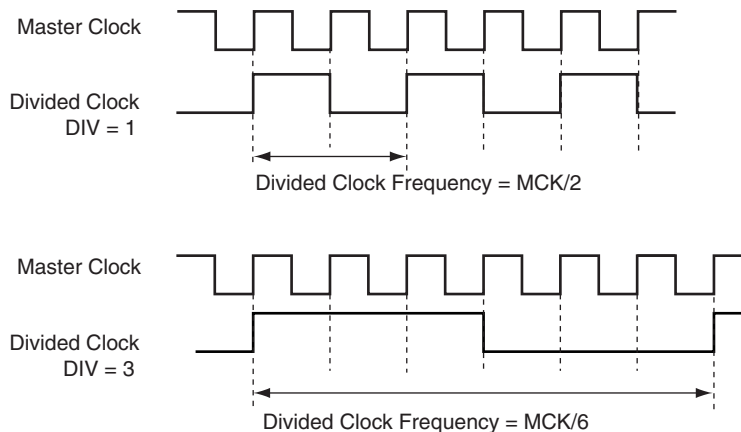 Master Clock
Divided Clock
DIV = 1
Divided Clock Frequency = MCK/2
Master Clock
Divided Clock
DIV = 3
Divided Clock Frequency = MCK/6